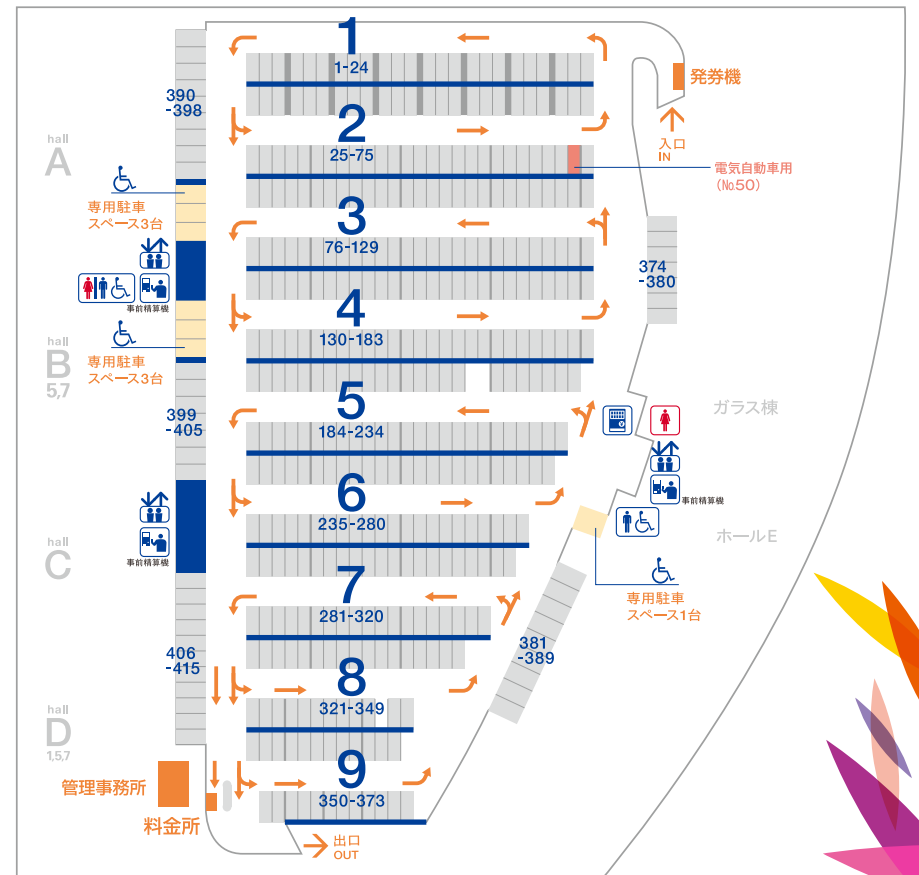 1
1-24
390
-398
発券機
入口
IN
2
25-75
電気自動車用
(No.50)
hall
A
専用駐車
スペース3台
3
76-129
374
-380
事前精算機
4
130-183
hall
B
5,7
専用駐車
スペース3台
399
-405
5
184-234
ガラス棟
事前精算機
6
235-280
ホールE
hall
C
事前精算機
専用駐車
スペース1台
7
281-320
381
-389
406
-415
8
321-349
hall
D
1,5,7
管理事務所
料金所
9
350-373
出口
OUT